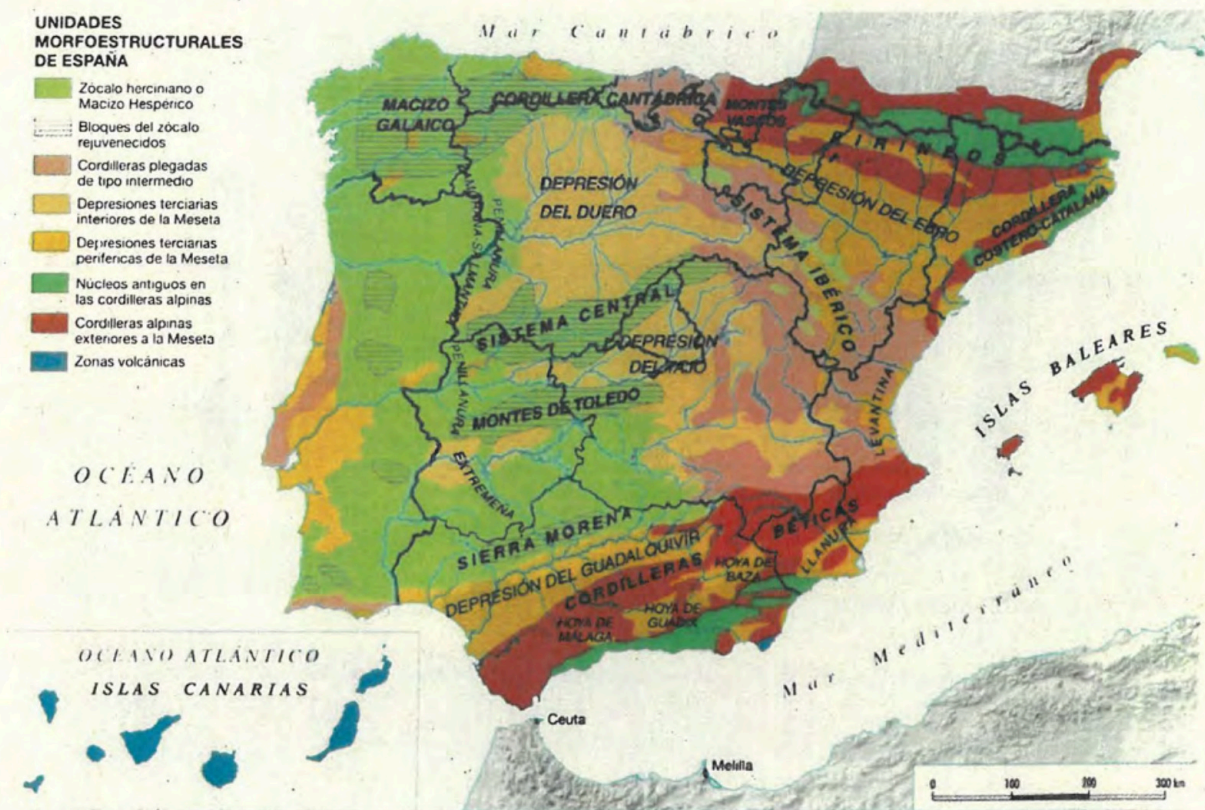 UNIDADES
MORFOESTRUCTURALES
DE ESPAÑA
Zócalo herciniano o
Macizo Hespérico
Bloques del zócalo
rejuvenecidos
Cordilleras plegadas
de tipo intermedio
Depresiones terciarias
interiores de la Meseta
Depresiones terciarias
periféricas de la Meseta
Núcleos antiguos en
las cordilleras alpinas
Cordilleras alpinas
exteriores a la Meseta
Zonas volcánicas
Mar Cantábrico
MACIZO
GALAICO
CORDILLERA CANTÁBRICA
MONTES
VASCOS
PIRINEOS
DEPRESIÓN
DEL DUERO
DEPRESIÓN DEL EBRO
CORDILLERA
COSTERO-CATALANA
SISTEMA IBÉRICO
PENILLANURA
SISTEMA CENTRAL
DEPRESIÓN
DEL TAJO
MONTES DE TOLEDO
PENILLANURA
EXTREMEÑA
LEVANTINA
ISLAS BALEARES
OCÉANO
ATLÁNTICO
SIERRA MORENA
BÉTICAS
LLANURA
DEPRESIÓN DEL GUADALQUIVIR
CORDILLERAS
HOYA DE
BAZA
HOYA DE
GUADIX
HOYA DE
MÁLAGA
Mar Mediterráneo
OCÉANO ATLÁNTICO
ISLAS CANARIAS
Ceuta
Melilla
0 100 200 300 km